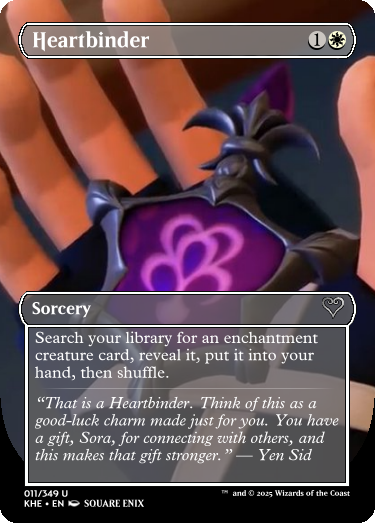 Heartbinder 1
Sorcery
Search your library for an enchantment
creature card, reveal it, put it into your
hand, then shuffle.
“That is a Heartbinder. Think of this as a
good-luck charm made just for you. You have
a gift, Sora, for connecting with others, and
this makes that gift stronger.” — Yen Sid
011/349 U
KHE • EN SQUARE ENIX
™ and © 2025 Wizards of the Coast